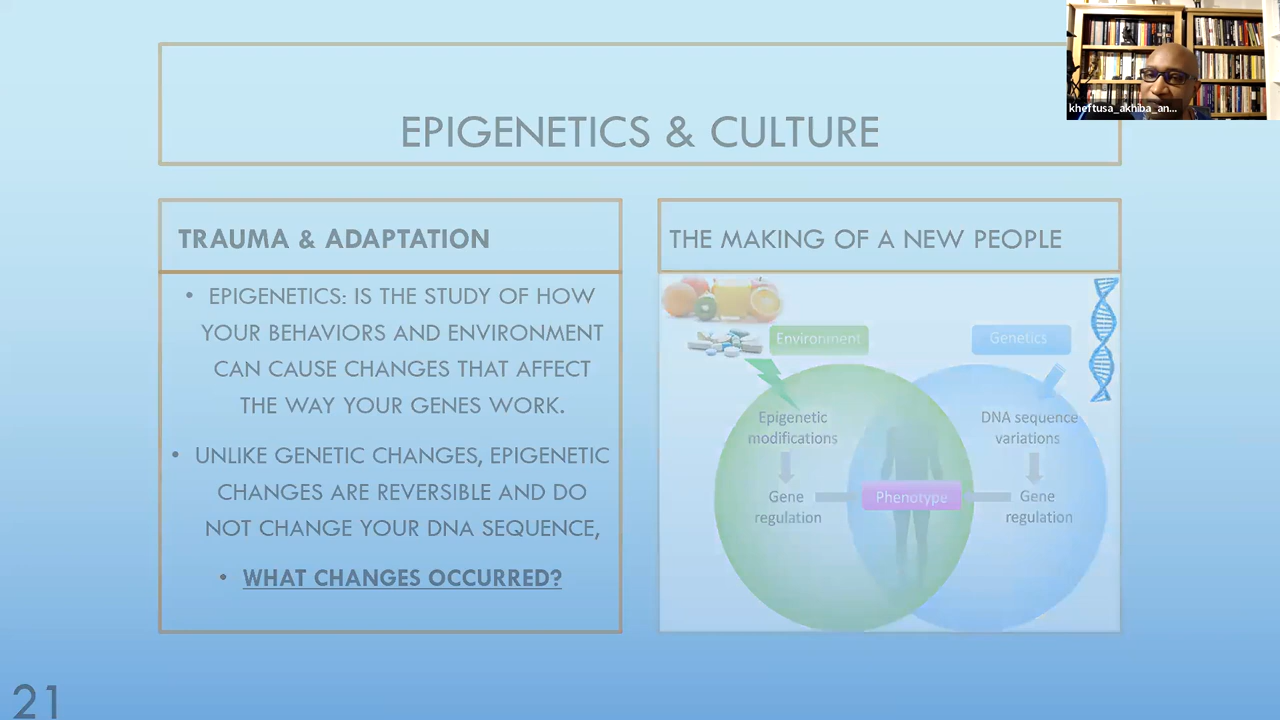 kheftusa_akhiba_an...
EPIGENETICS & CULTURE
TRAUMA & ADAPTATION
• EPIGENETICS: IS THE STUDY OF HOW
YOUR BEHAVIORS AND ENVIRONMENT
CAN CAUSE CHANGES THAT AFFECT
THE WAY YOUR GENES WORK.
• UNLIKE GENETIC CHANGES, EPIGENETIC
CHANGES ARE REVERSIBLE AND DO
NOT CHANGE YOUR DNA SEQUENCE,
• WHAT CHANGES OCCURRED?
THE MAKING OF A NEW PEOPLE
Environment
Genetics
Epigenetic
modifications
DNA sequence
variations
Gene
regulation
Phenotype
Gene
regulation
21